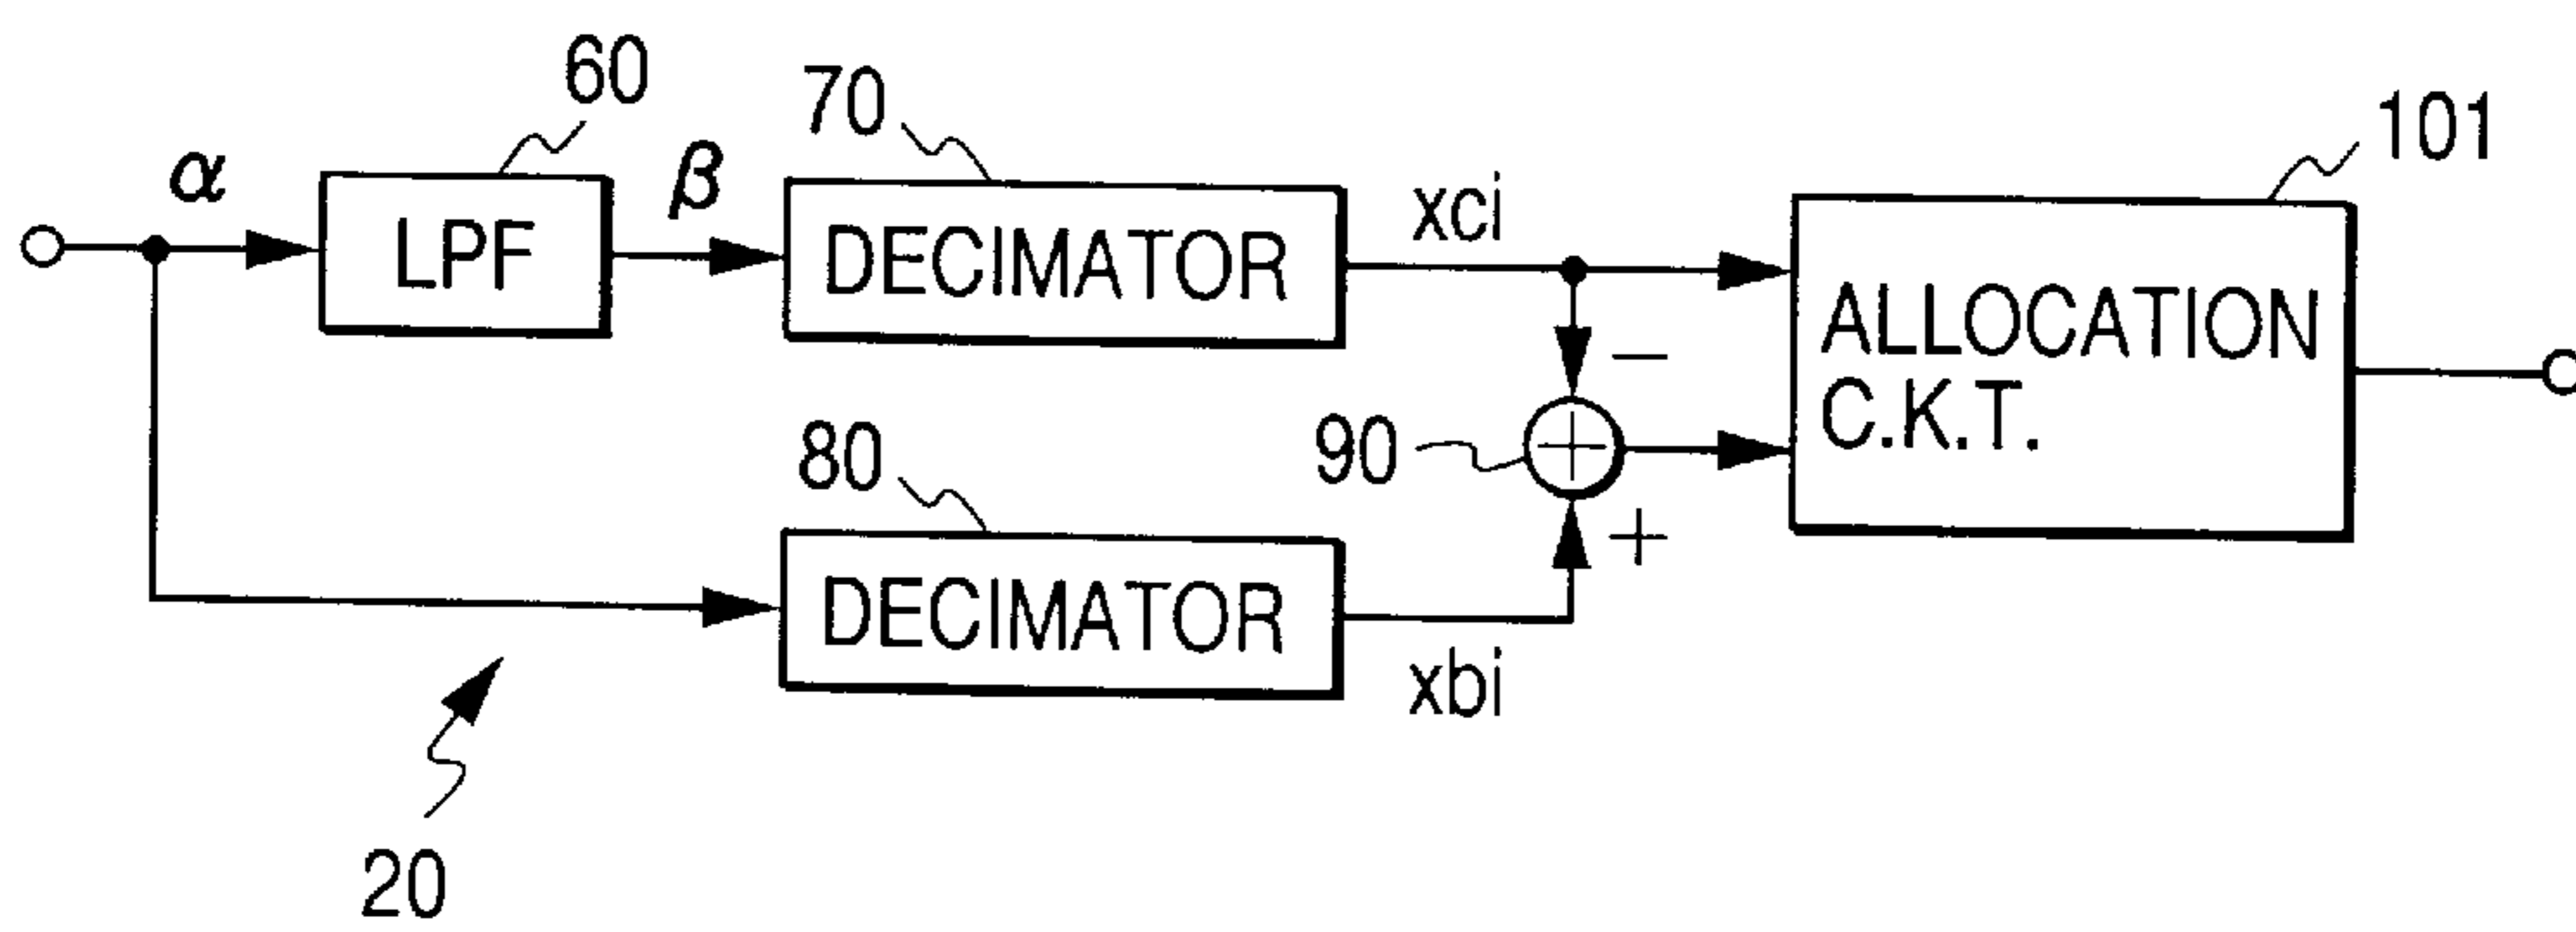 60
70
101
α
β
xci
LPF
DECIMATOR
ALLOCATION
C.K.T.
−
90
80
+
DECIMATOR
xbi
20